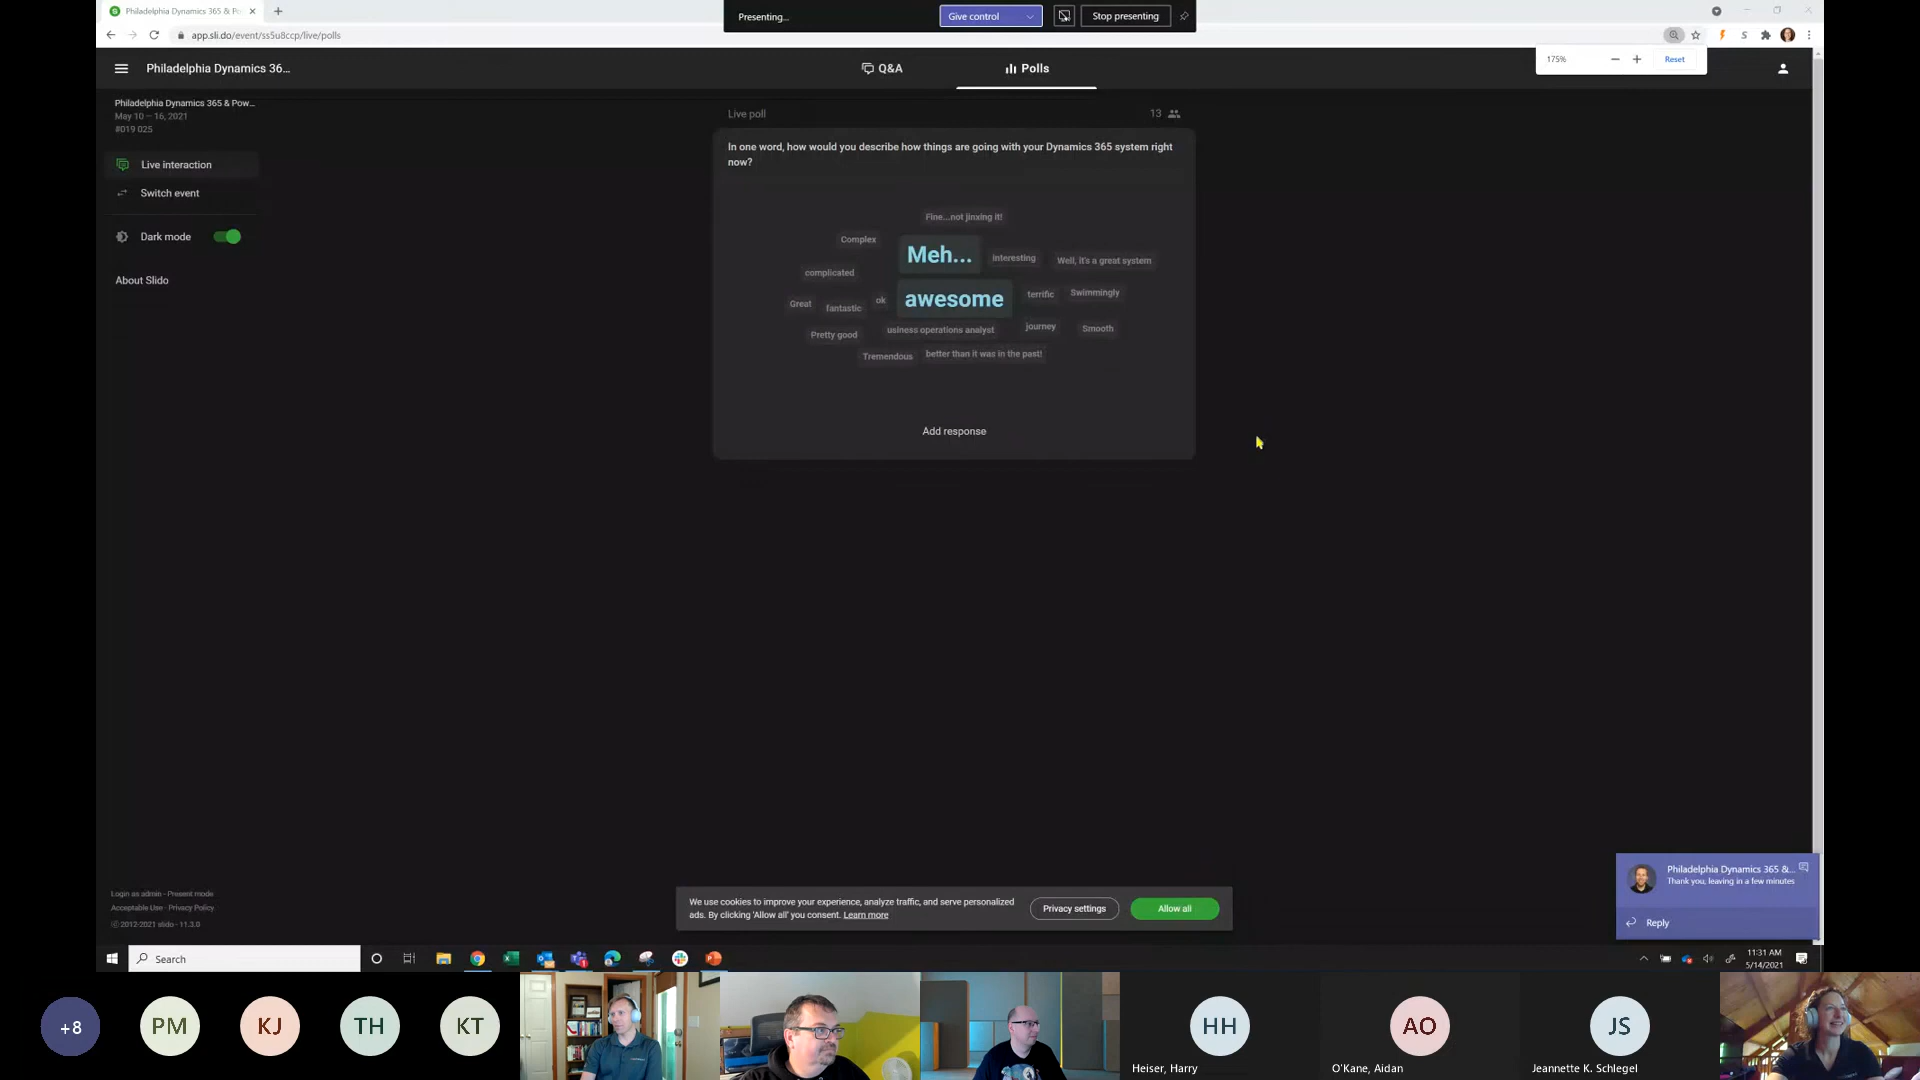 Philadelphia Dynamics 365 & Po
Presenting...
Give control
Stop presenting
app.sli.do/event/ss5u8ccp/live/polls
175%
Reset
Philadelphia Dynamics 36...
Q&A
Polls
Philadelphia Dynamics 365 & Pow...
May 10 – 16, 2021
#019 025
Live interaction
Switch event
Dark mode
About Slido
Live poll
13
In one word, how would you describe how things are going with your Dynamics 365 system right
now?
Fine...not jinxing it!
Complex
Meh...
interesting
Well, it's a great system
complicated
Great
fantastic
ok
awesome
terrific
Swimmingly
Pretty good
usiness operations analyst
journey
Smooth
Tremendous
better than it was in the past!
Add response
Login as admin - Present mode
Acceptable Use - Privacy Policy
© 2012-2021 slido - 11.3.0
We use cookies to improve your experience, analyze traffic, and serve personalized
ads. By clicking 'Allow all' you consent. Learn more
Privacy settings
Allow all
Philadelphia Dynamics 365 &...
Thank you, leaving in a few minutes
Reply
Search
11:31 AM
5/14/2021
+8
PM
KJ
TH
KT
HH
Heiser, Harry
AO
O'Kane, Aidan
JS
Jeannette K. Schlegel